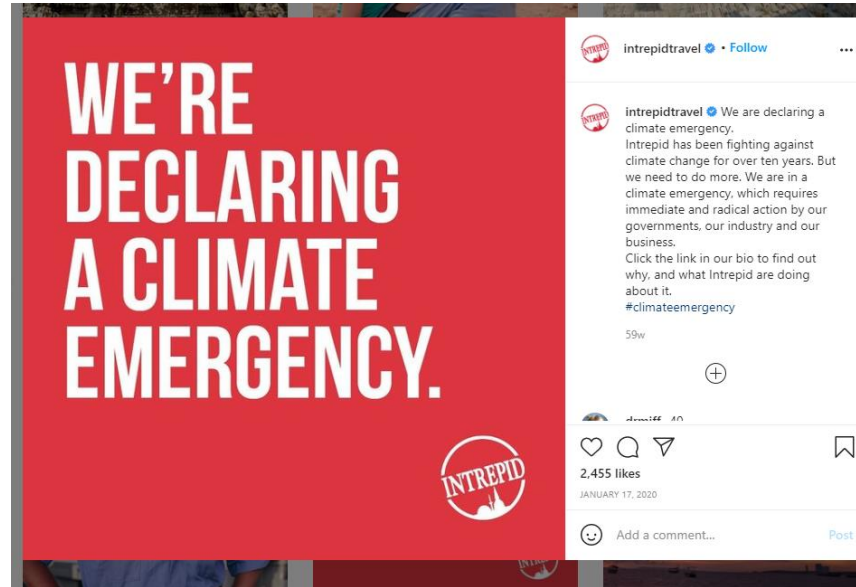 WE'RE
DECLARING
A CLIMATE
EMERGENCY.
INTREPID
INTREPID
intrepidtravel • Follow
...
INTREPID
intrepidtravel We are declaring a
climate emergency.
Intrepid has been fighting against
climate change for over ten years. But
we need to do more. We are in a
climate emergency, which requires
immediate and radical action by our
governments, our industry and our
business.
Click the link in our bio to find out
why, and what Intrepid are doing
about it.
#climateemergency
59w
2,455 likes
JANUARY 17, 2020
Add a comment...
Post